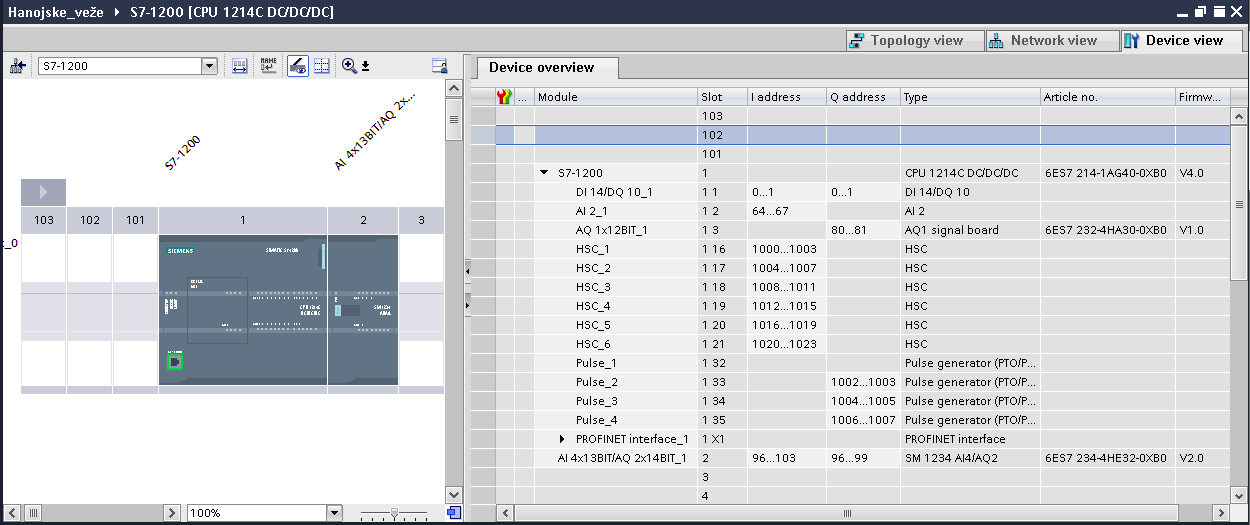 Hanojske_veže ▸ S7-1200 [CPU 1214C DC/DC/DC]
Topology view Network view Device view
S7-1200
Device overview
... Module Slot I address Q address Type Article no. Firmw...
103
102
101
S7-1200 1 CPU 1214C DC/DC/DC 6ES7 214-1AG40-0XB0 V4.0
DI 14/DQ 10_1 1 1 0...1 0...1 DI 14/DQ 10
AI 2_1 1 2 64...67 AI 2
AQ 1x12BIT_1 1 3 80...81 AQ1 signal board 6ES7 232-4HA30-0XB0 V1.0
HSC_1 1 16 1000...1003 HSC
HSC_2 1 17 1004...1007 HSC
HSC_3 1 18 1008...1011 HSC
HSC_4 1 19 1012...1015 HSC
HSC_5 1 20 1016...1019 HSC
HSC_6 1 21 1020...1023 HSC
Pulse_1 1 32 Pulse generator (PTO/P...
Pulse_2 1 33 1002...1003 Pulse generator (PTO/P...
Pulse_3 1 34 1004...1005 Pulse generator (PTO/P...
Pulse_4 1 35 1006...1007 Pulse generator (PTO/P...
PROFINET interface_1 1 X1 PROFINET interface
AI 4x13BIT/AQ 2x14BIT_1 2 96...103 96...99 SM 1234 AI4/AQ2 6ES7 234-4HE32-0XB0 V2.0
3
4
S7-1200
AI 4x13BIT/AQ 2x...
103 102 101 1 2 3
_0
SIEMENS SIMATIC S7-1200
CPU 1214C
DC/DC/DC
100%